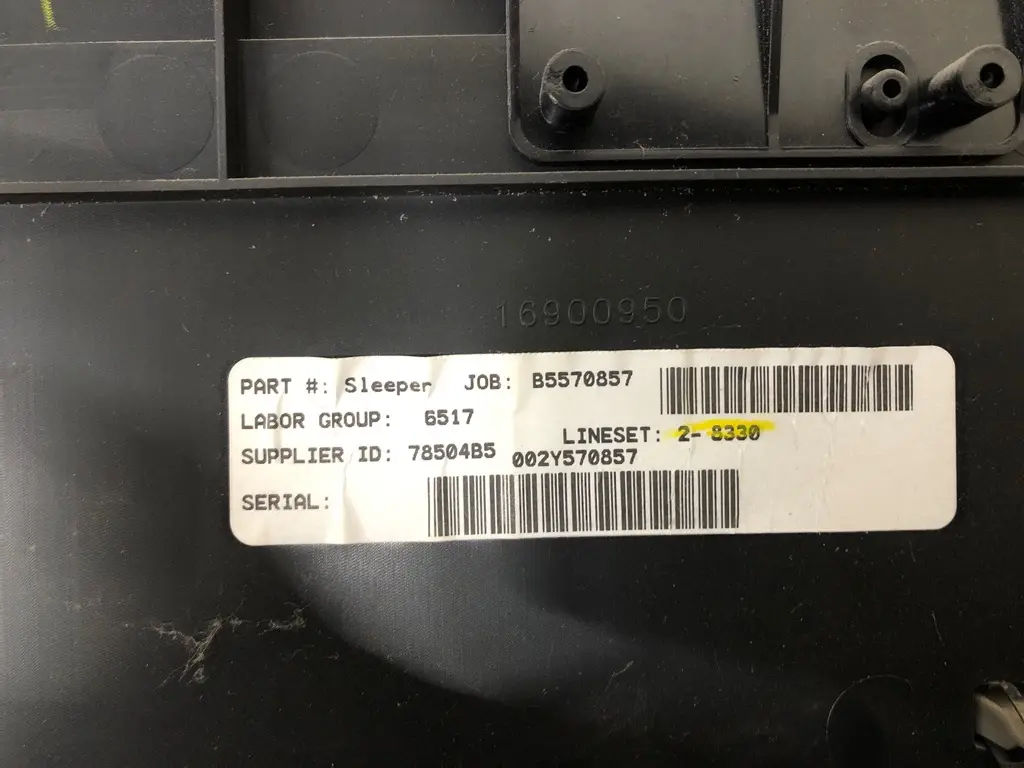 16900950
PART #: Sleeper JOB: B5570857
LABOR GROUP: 6517
LINESET: 2-8330
SUPPLIER ID: 78504B5 002Y570857
SERIAL: